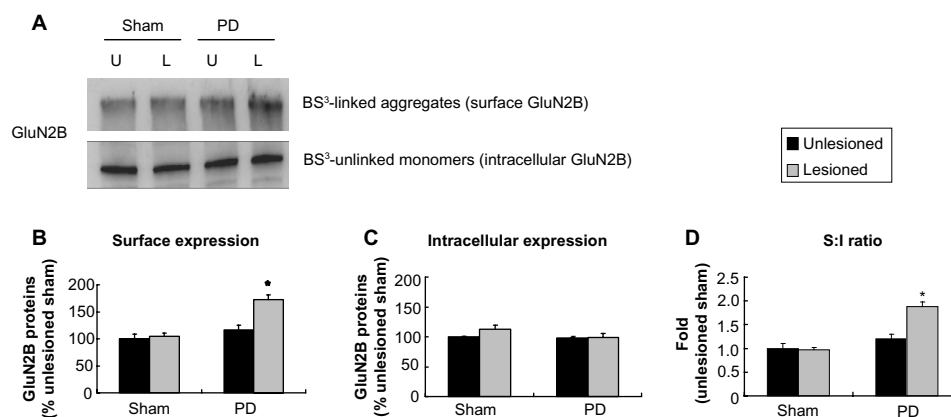 A
Sham PD
U L U L
GluN2B
BS³-linked aggregates (surface GluN2B)
BS³-unlinked monomers (intracellular GluN2B)
Unlesioned
Lesioned
B Surface expression
GluN2B proteins
(% unlesioned sham)
200
150
100
50
0
*
Sham PD
C Intracellular expression
GluN2B proteins
(% unlesioned sham)
200
150
100
50
0
Sham PD
D S:I ratio
Fold
(unlesioned sham)
2.5
2.0
1.5
1.0
0.5
0.0
*
Sham PD